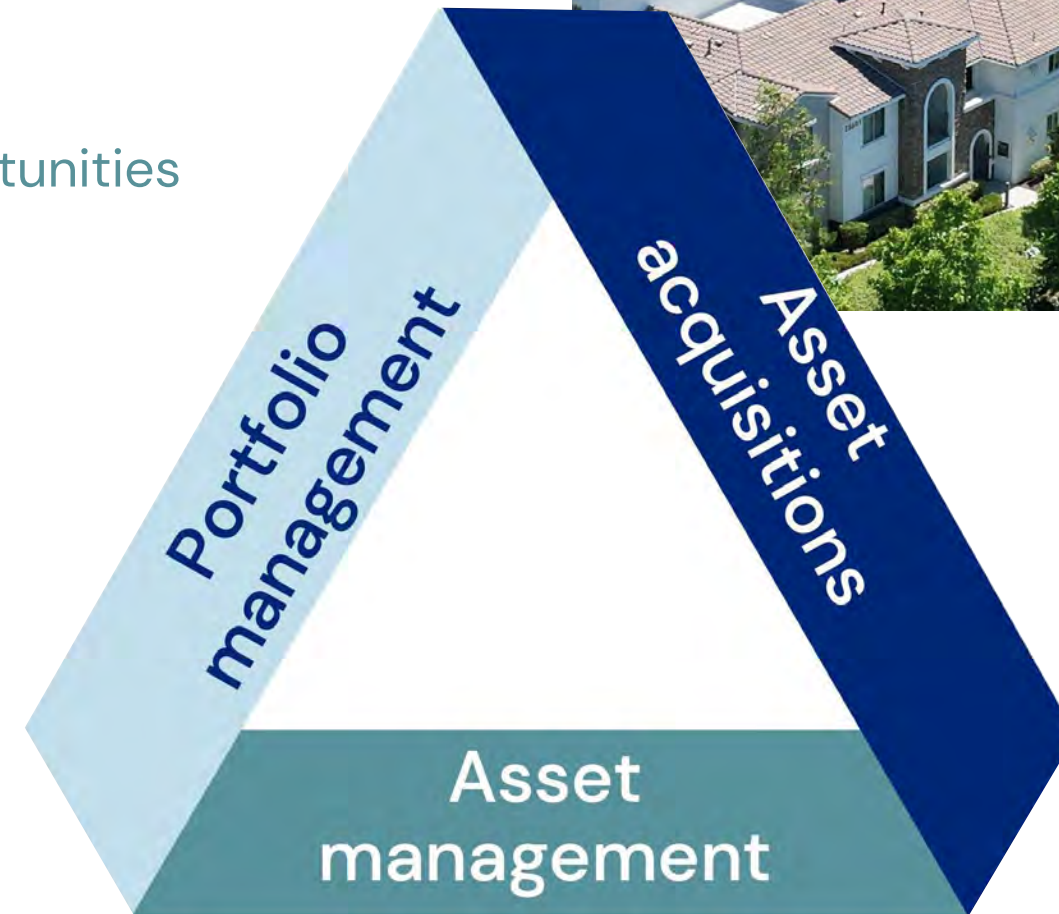 tunities
Portfolio
management
Asset
acquisitions
Asset
management